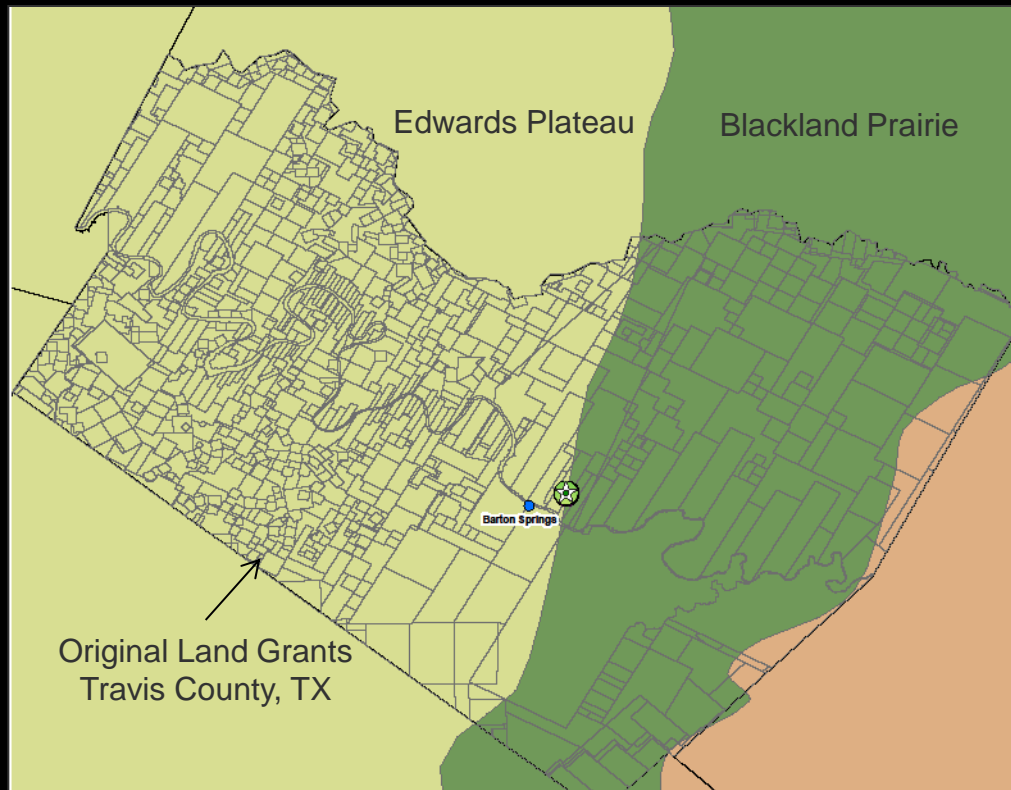 Edwards Plateau
Blackland Prairie
Barton Springs
Original Land Grants
Travis County, TX